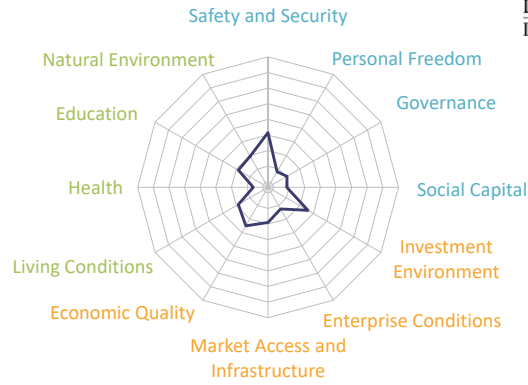 Safety and Security
Natural Environment
Personal Freedom
Education
Governance
Health
Social Capital
Investment
Environment
Living Conditions
Economic Quality
Enterprise Conditions
Market Access and
Infrastructure